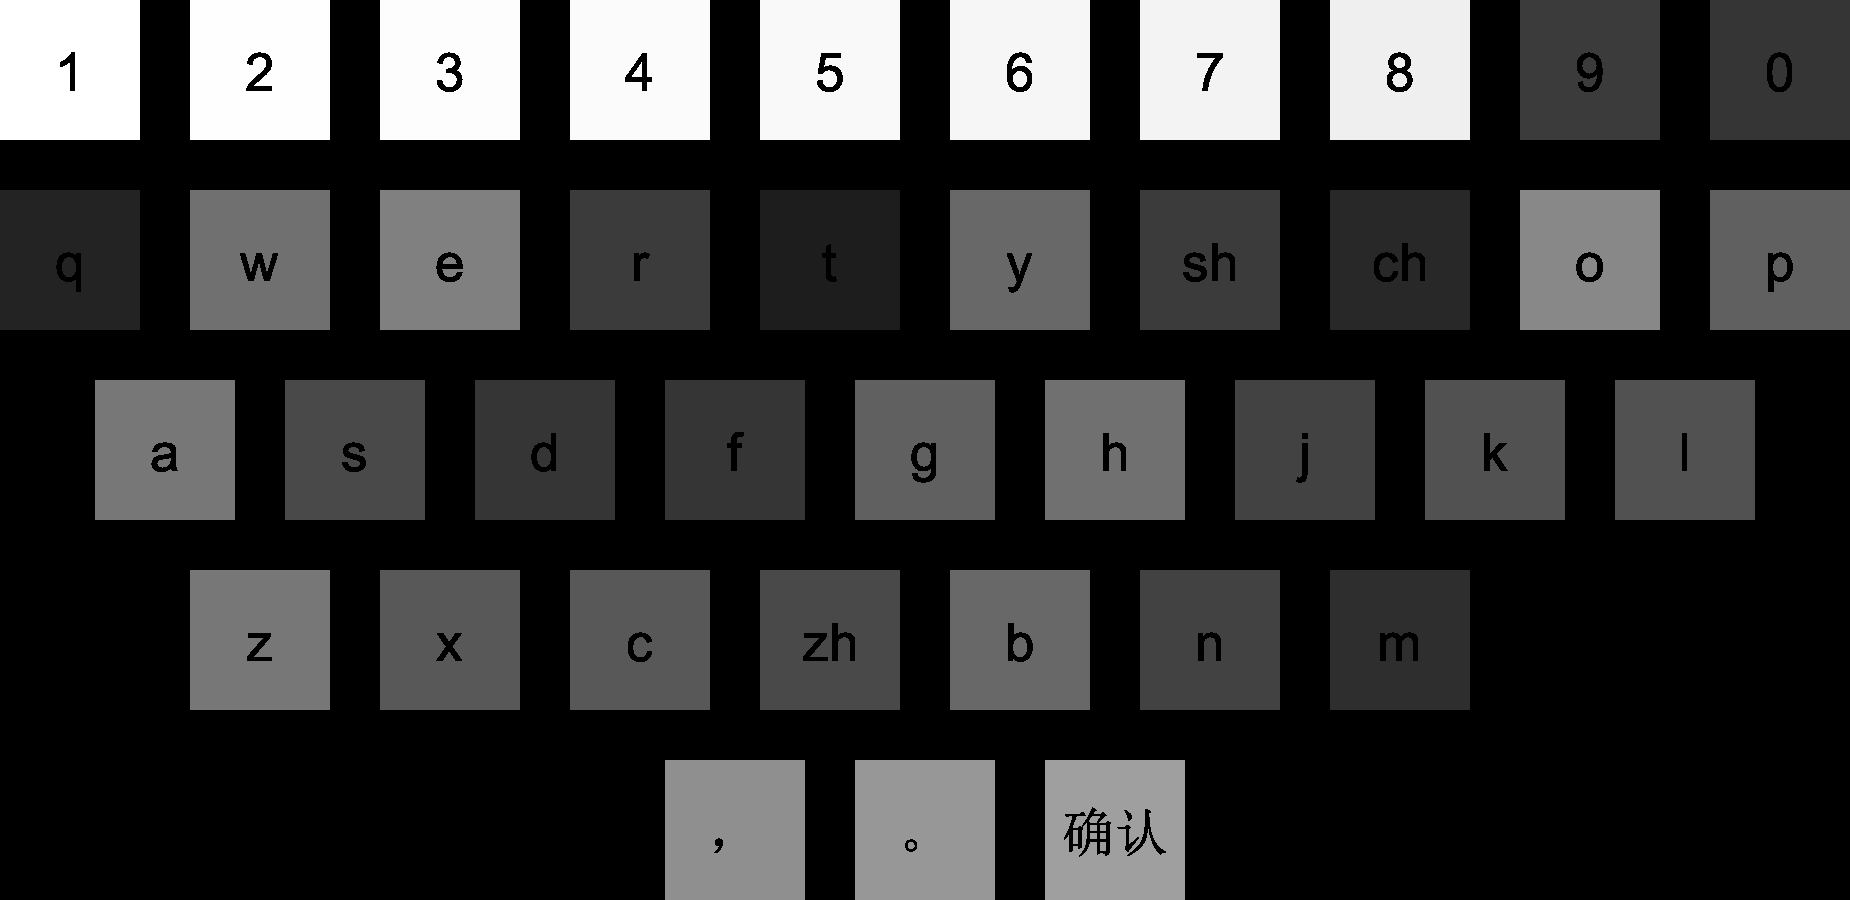 1 2 3 4 5 6 7 8 9 0
q w e r t y sh ch o p
a s d f g h j k l
z x c zh b n m
， 。 确认